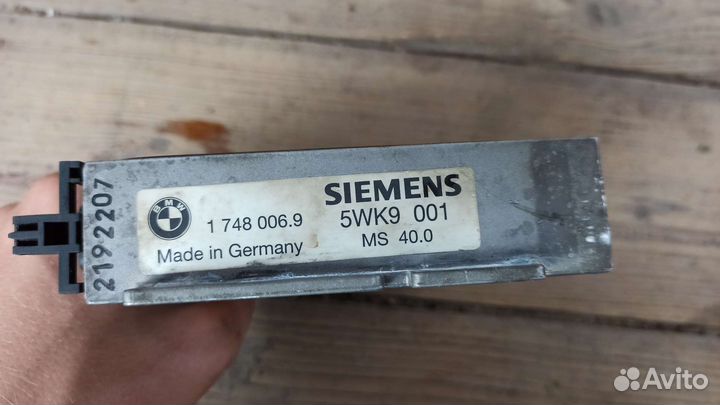 2192207
BMW
1 748 006.9
Made in Germany
SIEMENS
5WK9 001
MS 40.0
Avito